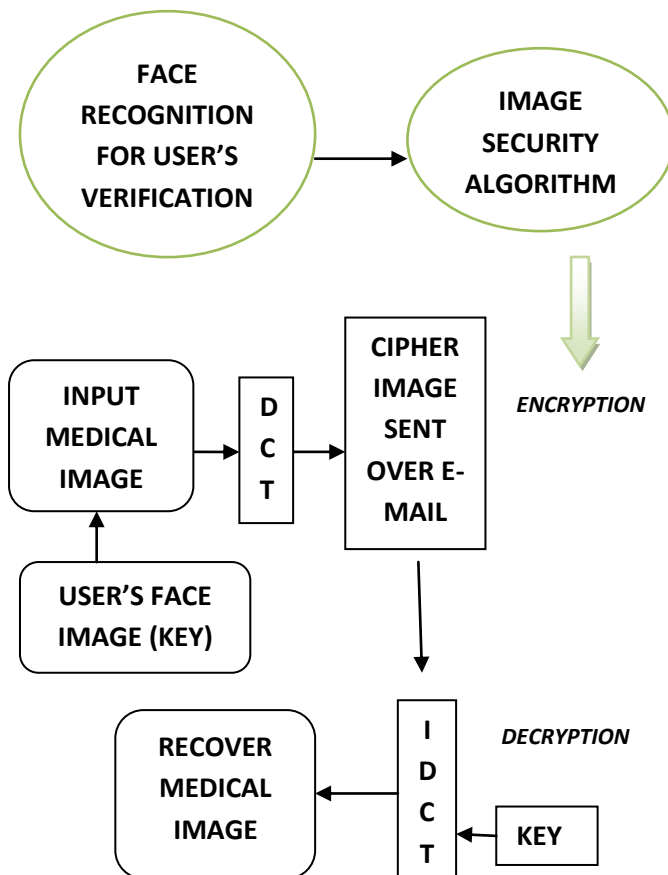 FACE
RECOGNITION
FOR USER’S
VERIFICATION
IMAGE
SECURITY
ALGORITHM
ENCRYPTION
INPUT
MEDICAL
IMAGE
D
C
T
CIPHER
IMAGE
SENT
OVER E-
MAIL
USER’S FACE
IMAGE (KEY)
DECRYPTION
RECOVER
MEDICAL
IMAGE
I
D
C
T
KEY